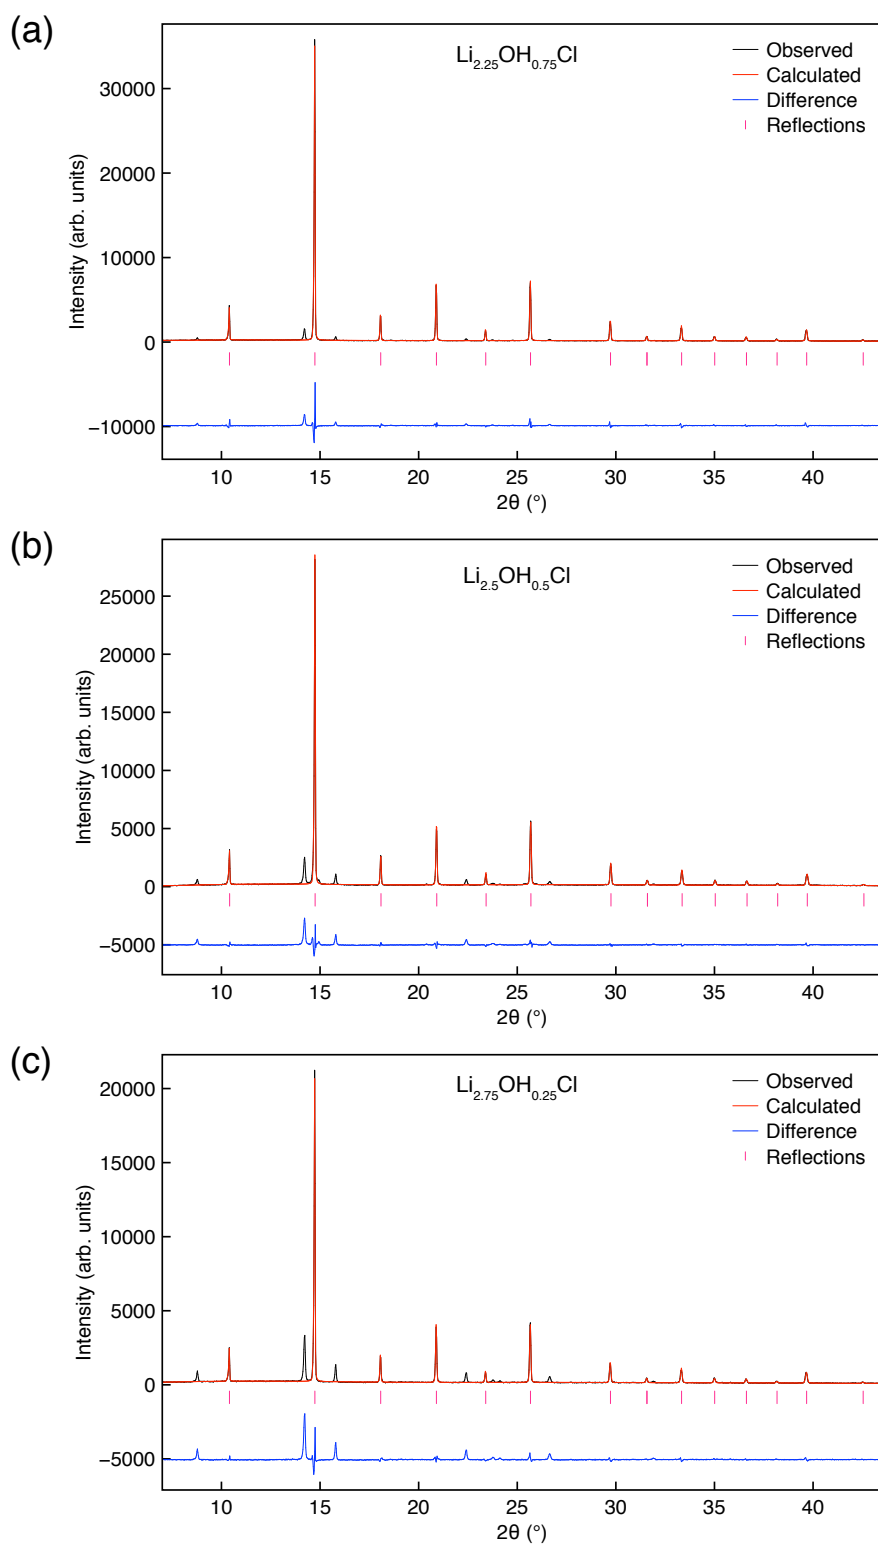 (a)
Li2.25OH0.75Cl
Observed
Calculated
Difference
Reflections
Intensity (arb. units)
30000
20000
10000
0
−10000
10 15 20 25 30 35 40
2θ (°)
(b)
Li2.5OH0.5Cl
Observed
Calculated
Difference
Reflections
Intensity (arb. units)
25000
20000
15000
10000
5000
0
−5000
10 15 20 25 30 35 40
2θ (°)
(c)
Li2.75OH0.25Cl
Observed
Calculated
Difference
Reflections
Intensity (arb. units)
20000
15000
10000
5000
0
−5000
10 15 20 25 30 35 40
2θ (°)